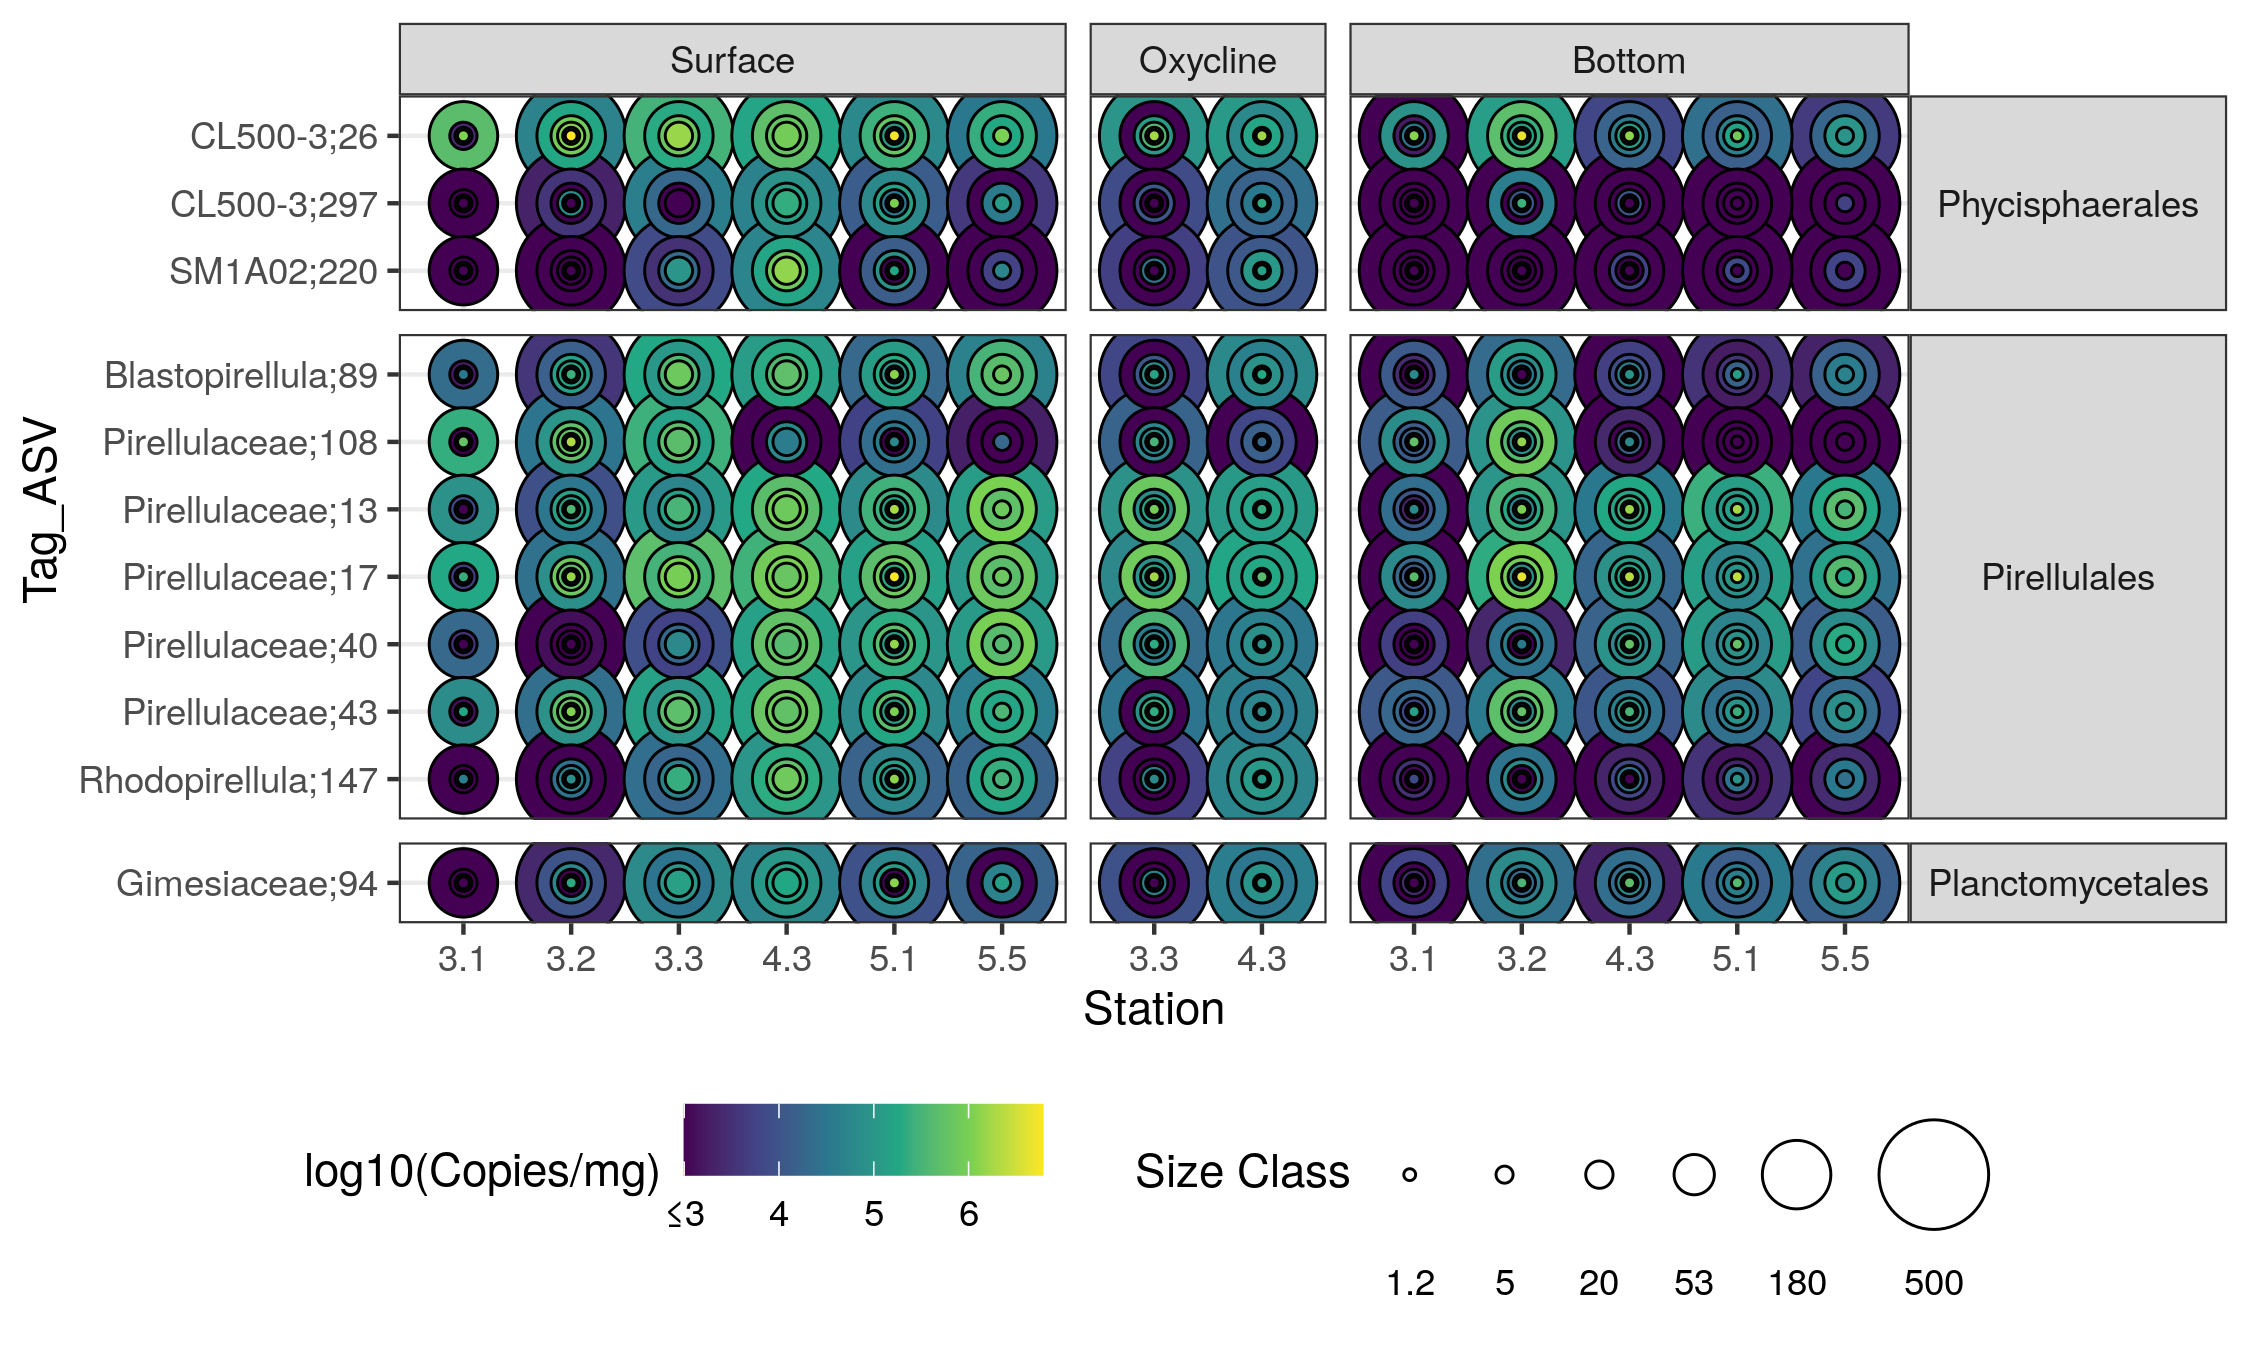 Surface Oxycline Bottom
CL500-3;26
CL500-3;297
SM1A02;220
Phycisphaerales
Blastopirellula;89
Pirellulaceae;108
Pirellulaceae;13
Pirellulaceae;17
Pirellulaceae;40
Pirellulaceae;43
Rhodopirellula;147
Pirellulales
Gimesiaceae;94
Planctomycetales
Tag_ASV
3.1 3.2 3.3 4.3 5.1 5.5 3.3 4.3 3.1 3.2 4.3 5.1 5.5
Station
log10(Copies/mg)
≤3 4 5 6
Size Class
1.2 5 20 53 180 500